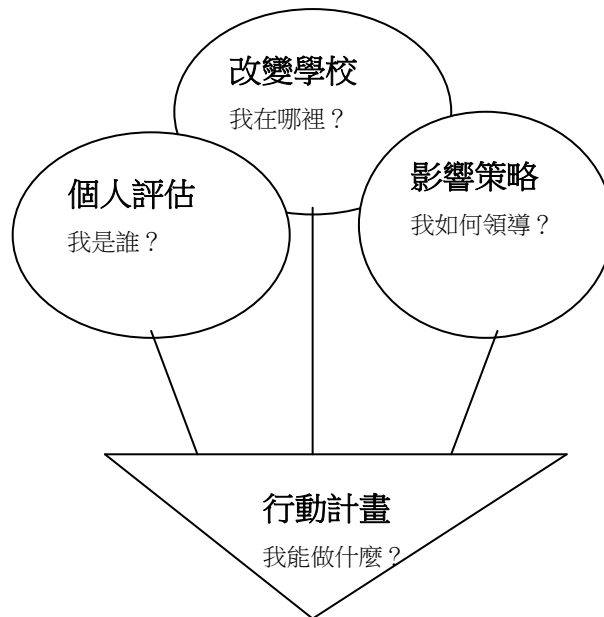 改變學校
我在哪裡？
個人評估
我是誰？
影響策略
我如何領導？
行動計畫
我能做什麼？